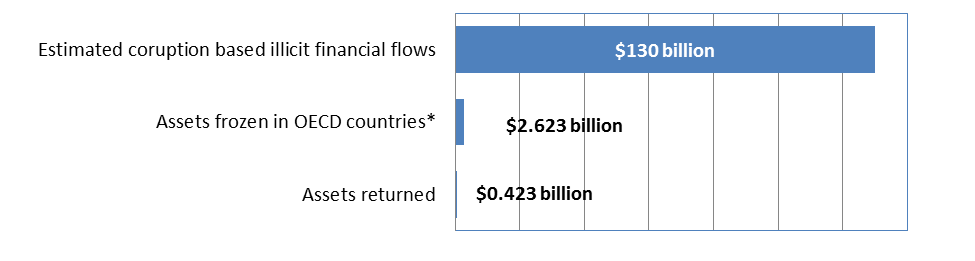 Estimated coruption based illicit financial flows
$130 billion
Assets frozen in OECD countries*
$2.623 billion
Assets returned
$0.423 billion